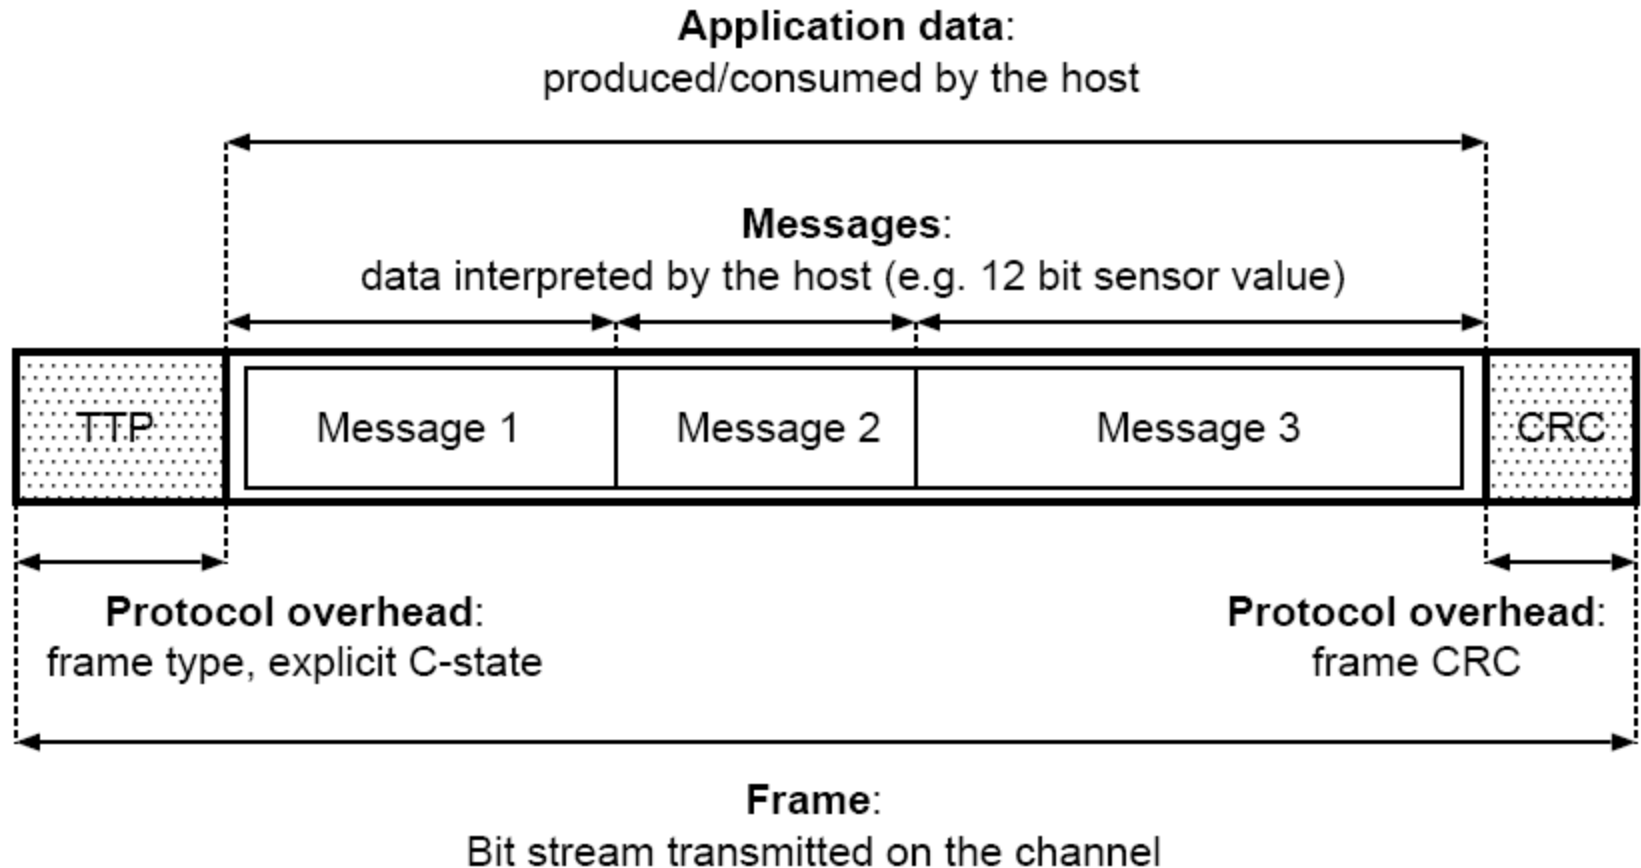 Application data:
produced/consumed by the host
Messages:
data interpreted by the host (e.g. 12 bit sensor value)
TTP
Message 1
Message 2
Message 3
CRC
Protocol overhead:
frame type, explicit C-state
Protocol overhead:
frame CRC
Frame:
Bit stream transmitted on the channel